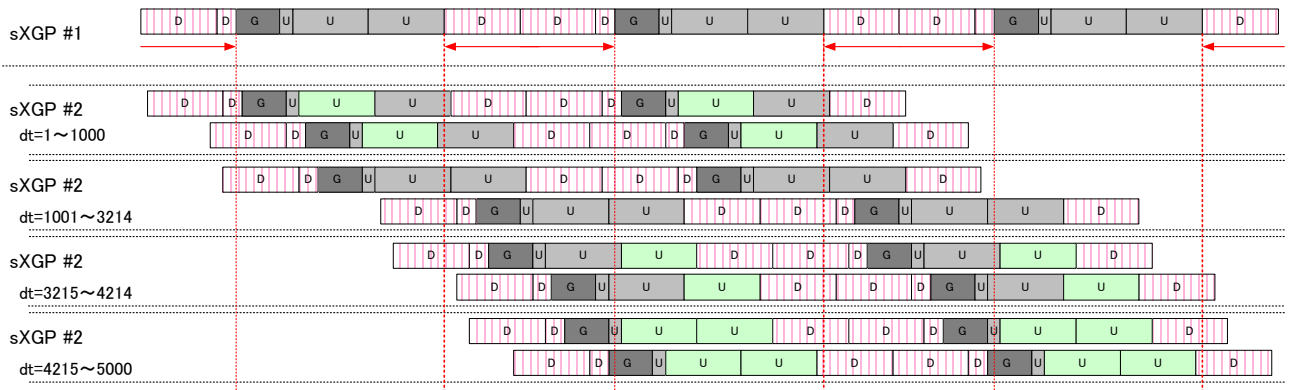 sXGP #1 D D G U U U D D D G U U U D D D G U U U D
sXGP #2 D D G U U U D D D G U U U D
dt=1～1000 D D G U U U D D D G U U U D
sXGP #2 D D G U U U D D D G U U U D
dt=1001～3214 D D G U U U D D D G U U U D
sXGP #2 D D G U U U D D D G U U U D
dt=3215～4214 D D G U U U D D D G U U U D
sXGP #2 D D G U U U D D D G U U U D
dt=4215～5000 D D G U U U D D D G U U U D